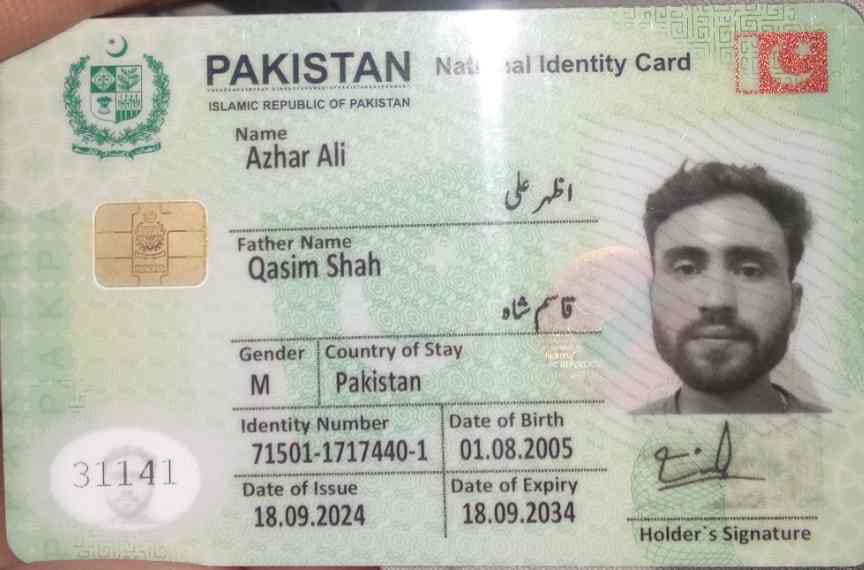 PAKISTAN National Identity Card
ISLAMIC REPUBLIC OF PAKISTAN
Name
Azhar Ali
اظہر علی
Father Name
Qasim Shah
قاسم شاہ
Gender Country of Stay
M Pakistan
Identity Number Date of Birth
71501-1717440-1 01.08.2005
Date of Issue Date of Expiry
18.09.2024 18.09.2034
31141
Holder`s Signature